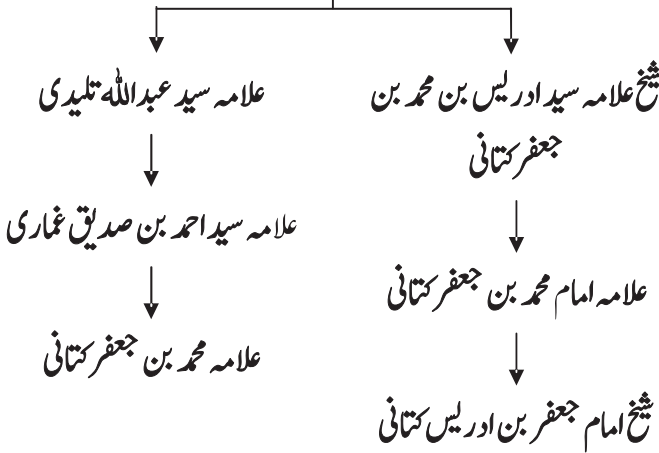 شیخ علامہ سید ادریس بن محمد بن
جعفر کتانی
علامہ امام محمد بن جعفر کتانی
شیخ امام جعفر بن ادریس کتانی
علامہ سید عبداللہ تلیدی
علامہ سید احمد بن صدیق غماری
علامہ محمد بن جعفر کتانی